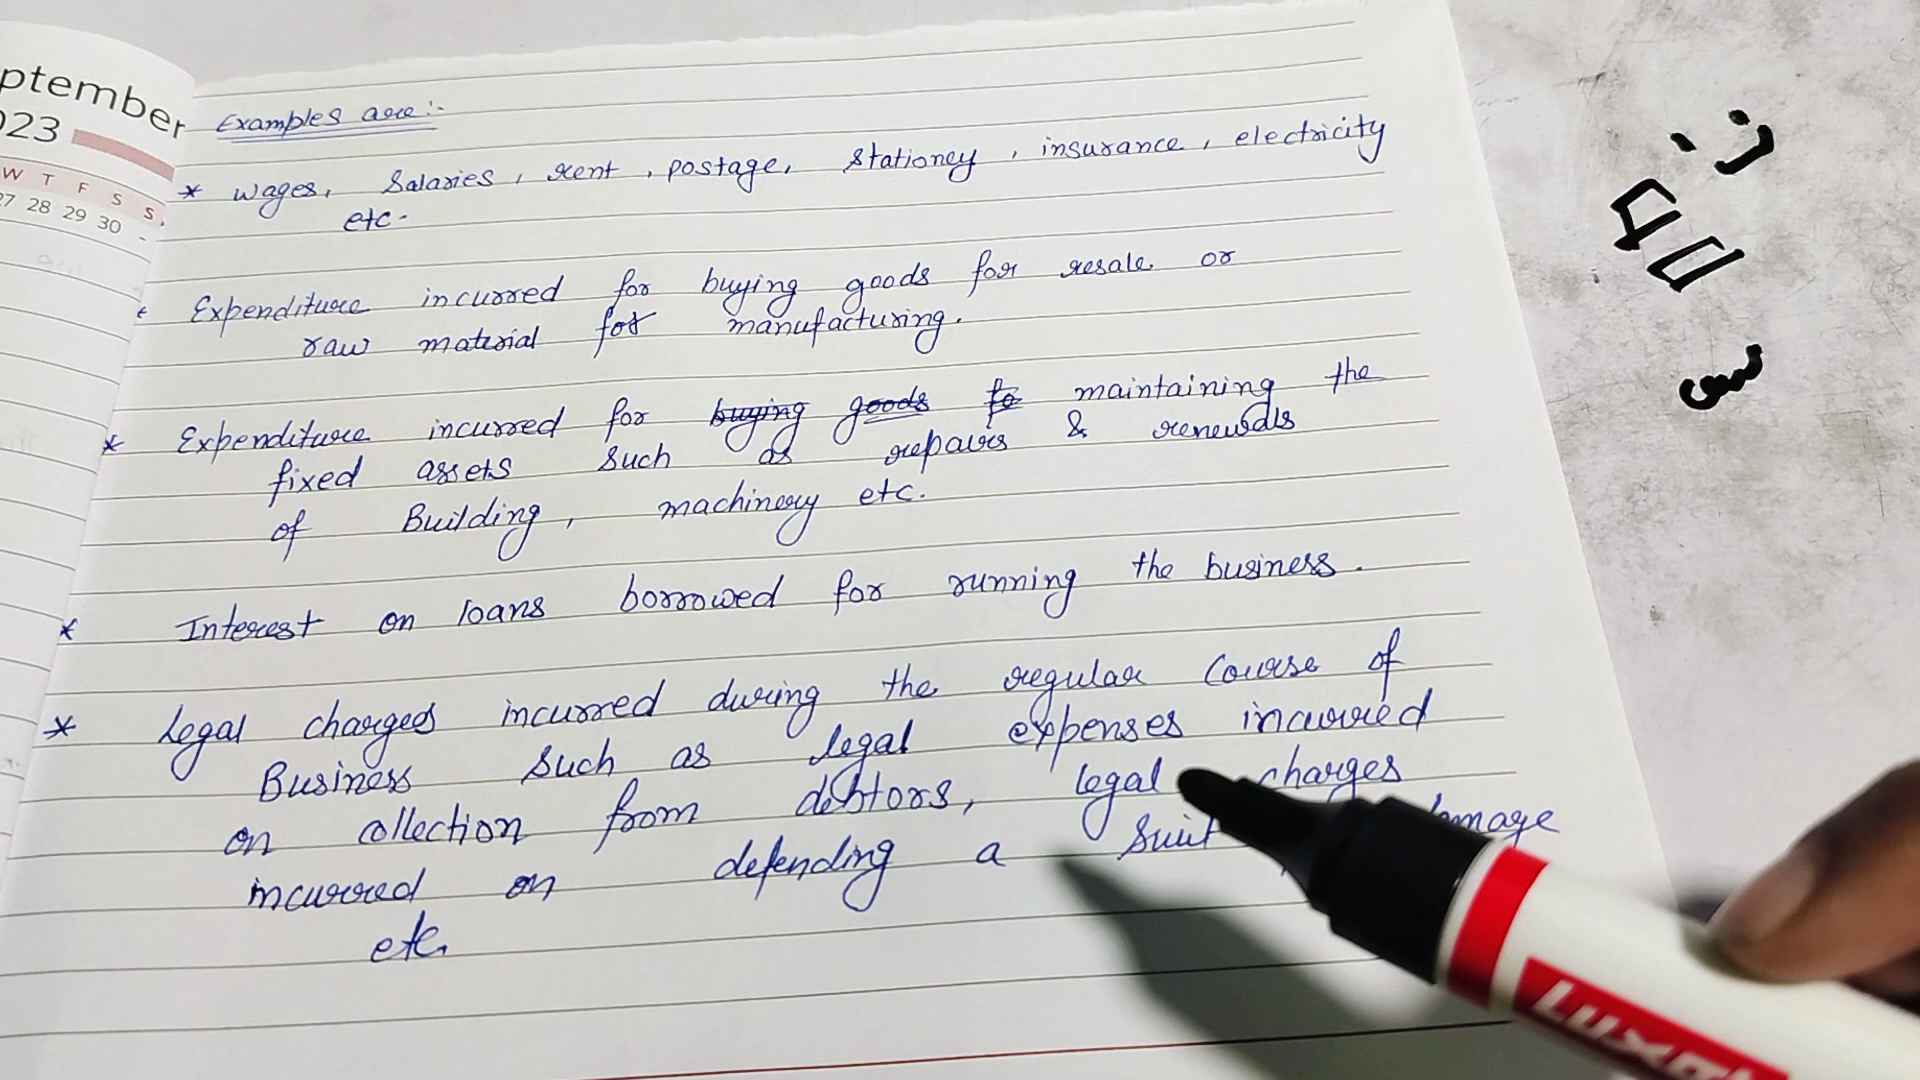 ptember
023
W T F S S
27 28 29 30 -
Examples are :-
* Wages, Salaries, rent, postage, Stationey, insurance, electricity
etc-
* Expenditure incurred for buying goods for resale or
raw material for manufacturing.
* Expenditure incurred for buying goods fo maintaining the
fixed assets Such as repairs & renewals
of Building, machinery etc.
* Interest on loans borrowed for running the business.
* Legal charges incurred during the regular Course of
Business Such as legal expenses incurred
on collection from debtors, legal charges
incurred on defending a Suit
etc.
LUXOR